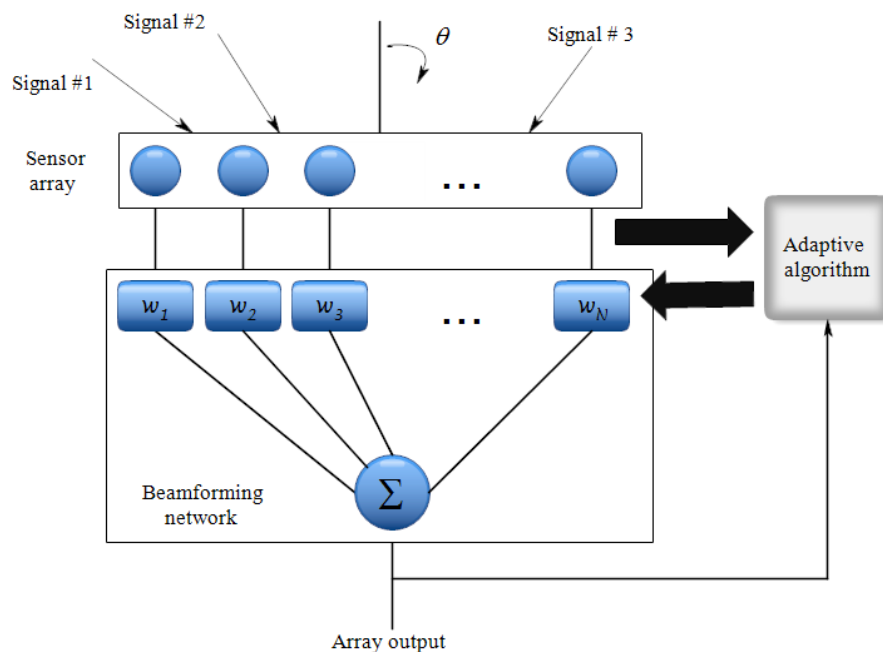 Signal #2
θ
Signal # 3
Signal #1
Sensor
array
...
Adaptive
algorithm
w1
w2
w3
...
wN
Σ
Beamforming
network
Array output